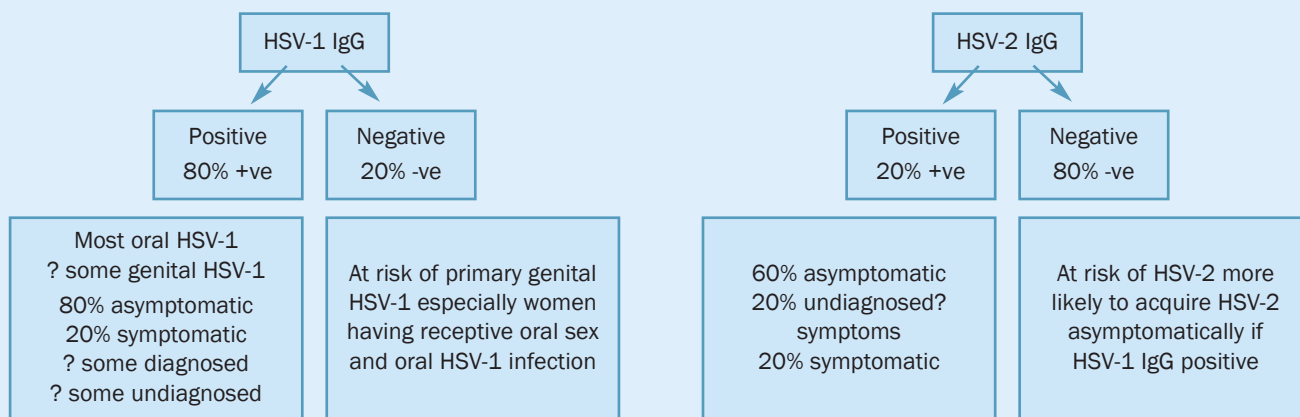 HSV-1 IgG
Positive
80% +ve
Negative
20% -ve
Most oral HSV-1
? some genital HSV-1
80% asymptomatic
20% symptomatic
? some diagnosed
? some undiagnosed
At risk of primary genital
HSV-1 especially women
having receptive oral sex
and oral HSV-1 infection
HSV-2 IgG
Positive
20% +ve
Negative
80% -ve
60% asymptomatic
20% undiagnosed?
symptoms
20% symptomatic
At risk of HSV-2 more
likely to acquire HSV-2
asymptomatically if
HSV-1 IgG positive